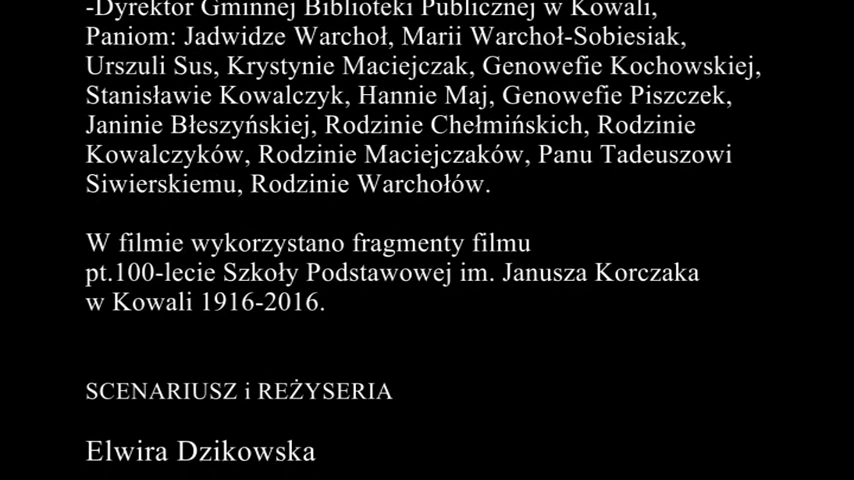 -Dyrektor Gminnej Biblioteki Publicznej w Kowali,
Paniom: Jadwidze Warchoł, Marii Warchoł-Sobiesiak,
Urszuli Sus, Krystynie Maciejczak, Genowefie Kochowskiej,
Stanisławie Kowalczyk, Hannie Maj, Genowefie Piszczek,
Janinie Błeszyńskiej, Rodzinie Chełmińskich, Rodzinie
Kowalczyków, Rodzinie Maciejczaków, Panu Tadeuszowi
Siwierskiemu, Rodzinie Warchołów.
W filmie wykorzystano fragmenty filmu
pt.100-lecie Szkoły Podstawowej im. Janusza Korczaka
w Kowali 1916-2016.
SCENARIUSZ i REŻYSERIA
Elwira Dzikowska